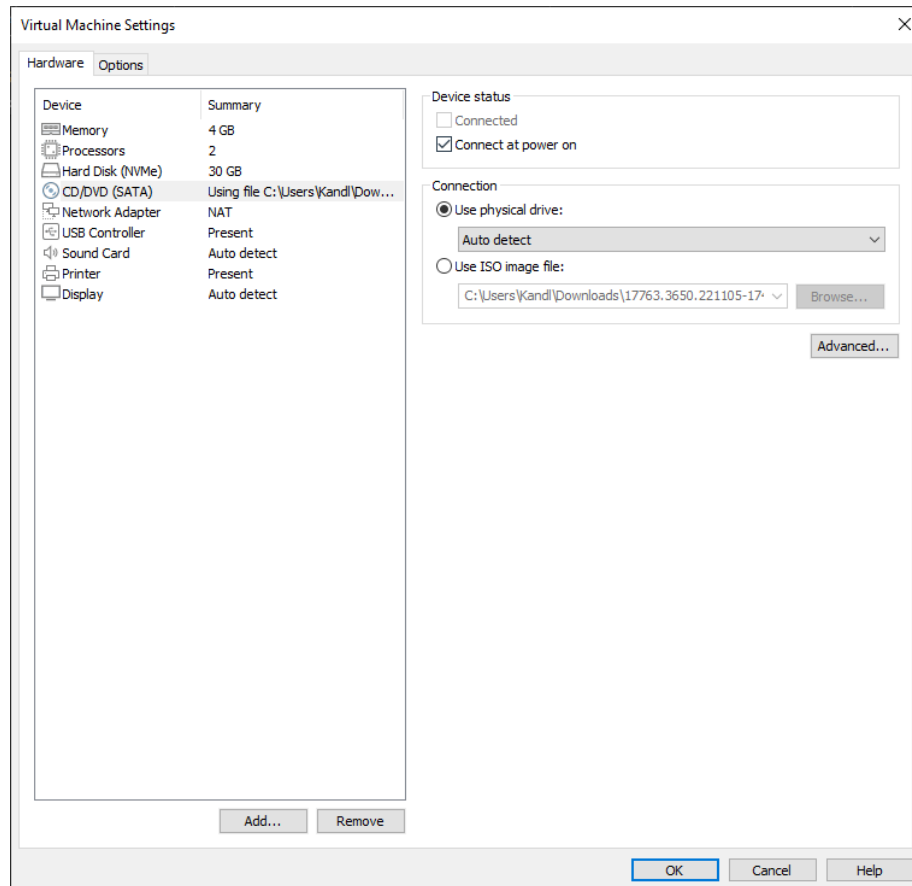 Virtual Machine Settings
Hardware Options
Device Summary
Memory 4 GB
Processors 2
Hard Disk (NVMe) 30 GB
CD/DVD (SATA) Using file C:\Users\Kandl\Dow...
Network Adapter NAT
USB Controller Present
Sound Card Auto detect
Printer Present
Display Auto detect
Add... Remove
Device status
Connected
Connect at power on
Connection
Use physical drive:
Auto detect
Use ISO image file:
C:\Users\Kandl\Downloads\17763.3650.221105-17 Browse...
Advanced...
OK Cancel Help